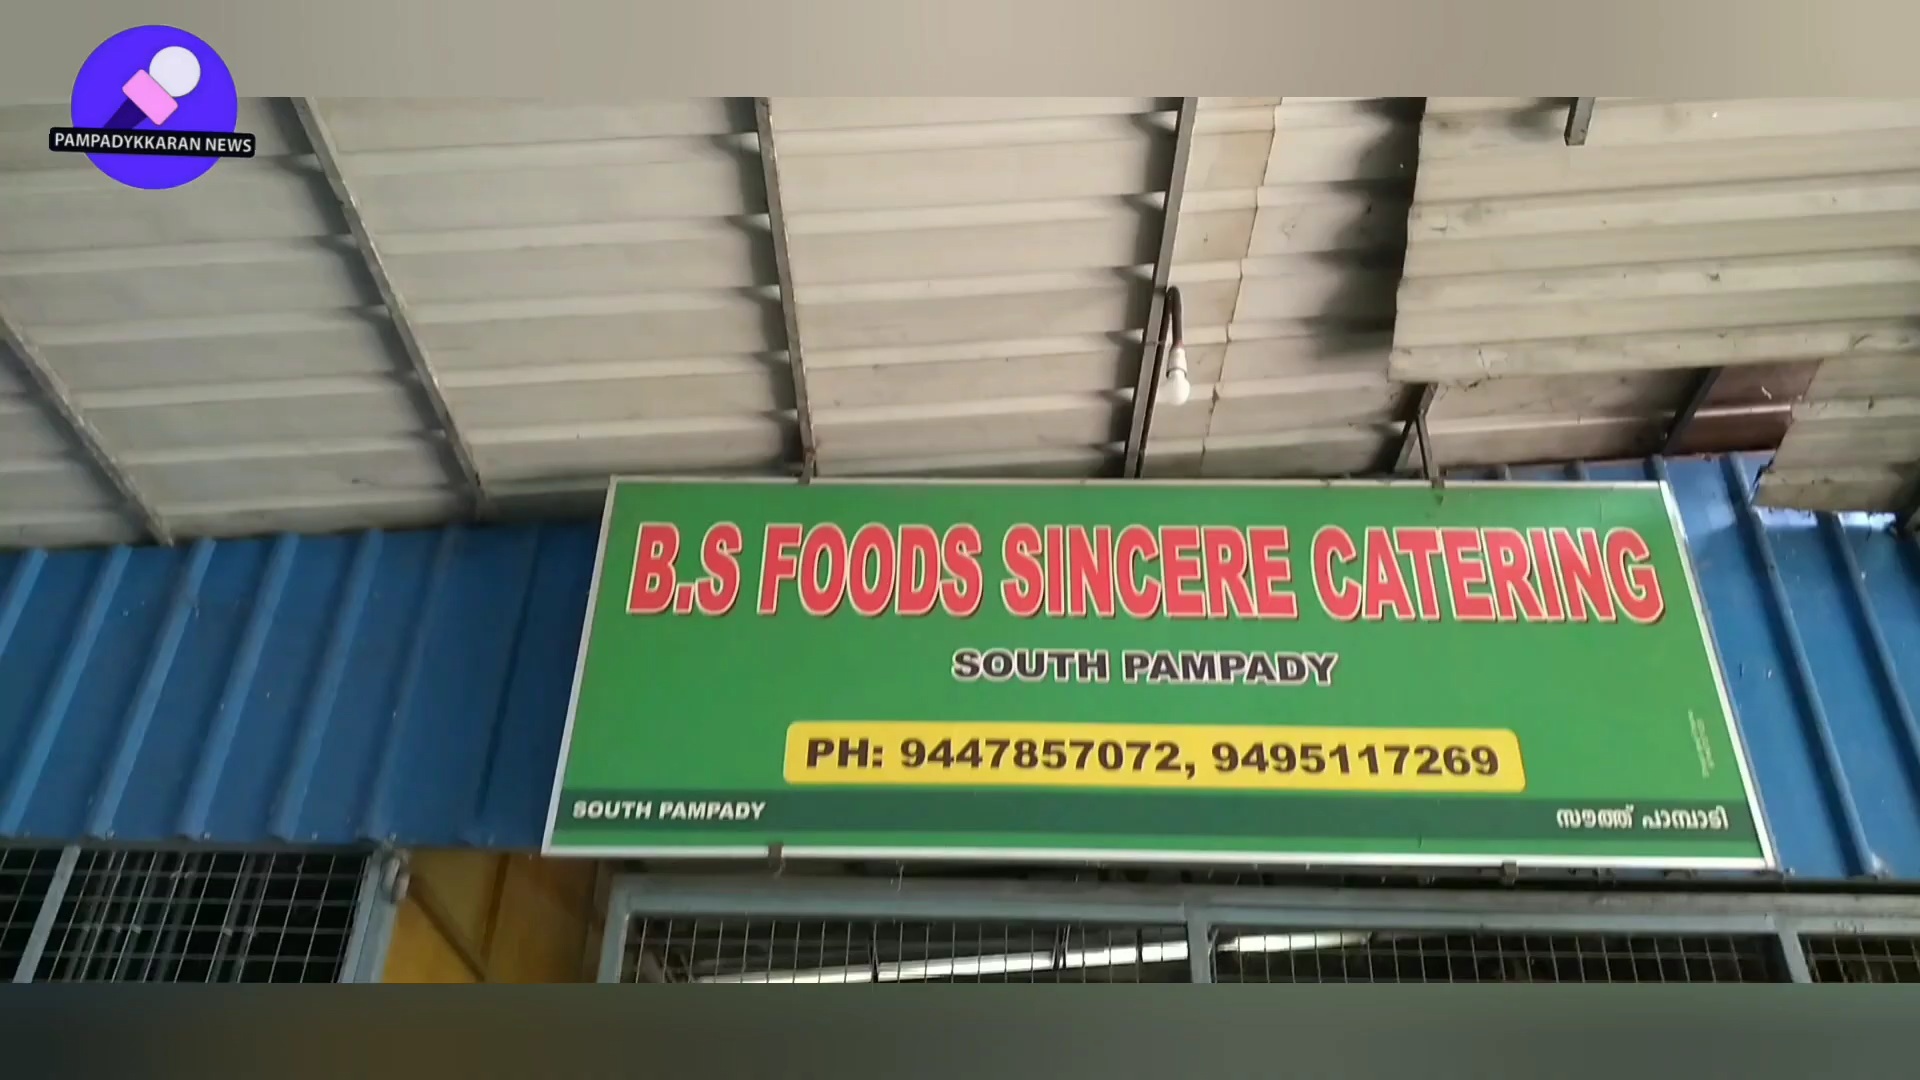 PAMPADYKKARAN NEWS
B.S FOODS SINCERE CATERING
SOUTH PAMPADY
PH: 9447857072, 9495117269
SOUTH PAMPADY
സൗത്ത് പാമ്പാടി